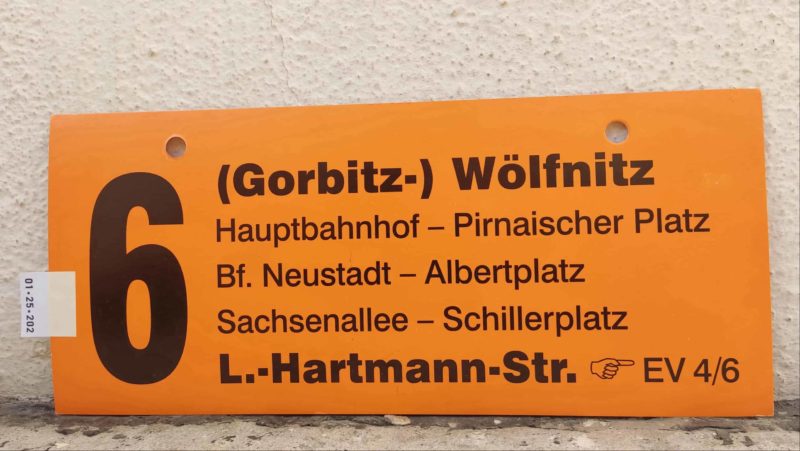 6
(Gorbitz-) Wölfnitz
Hauptbahnhof – Pirnaischer Platz
Bf. Neustadt – Albertplatz
Sachsenallee – Schillerplatz
L.-Hartmann-Str. ☞ EV 4/6
01•25•202